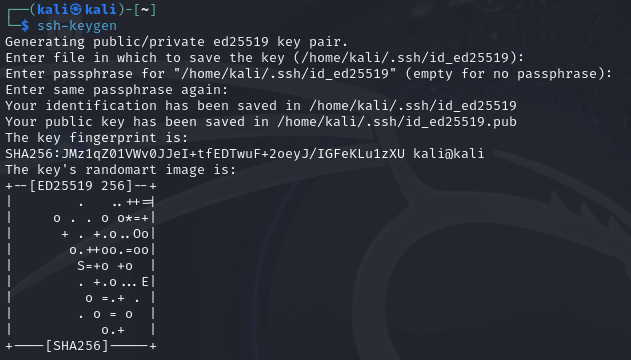 ┌──(kali㉿kali)-[~]
└─$ ssh-keygen
Generating public/private ed25519 key pair.
Enter file in which to save the key (/home/kali/.ssh/id_ed25519):
Enter passphrase for "/home/kali/.ssh/id_ed25519" (empty for no passphrase):
Enter same passphrase again:
Your identification has been saved in /home/kali/.ssh/id_ed25519
Your public key has been saved in /home/kali/.ssh/id_ed25519.pub
The key fingerprint is:
SHA256:JMz1qZ01VWv0JJeI+tfEDTwuF+2oeyJ/IGFeKLu1zXU kali@kali
The key's randomart image is:
+--[ED25519 256]--+
|        .   ..++=|
|     o . . o o*=+|
|      + . +.o..Oo|
|       o.++oo.=oo|
|        S=+o +o  |
|        . +.o...E|
|         o =.+ . |
|        . o = o  |
|           o.+   |
+----[SHA256]-----+